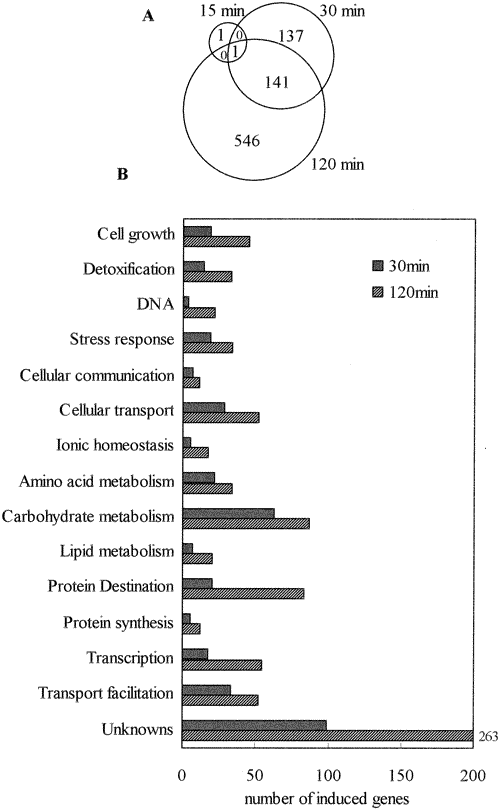 A
15 min
30 min
1
0
137
0
1
141
546
120 min
B
Cell growth
Detoxification
30min
DNA
120min
Stress response
Cellular communication
Cellular transport
Ionic homeostasis
Amino acid metabolism
Carbohydrate metabolism
Lipid metabolism
Protein Destination
Protein synthesis
Transcription
Transport facilitation
Unknowns
263
0 50 100 150 200
number of induced genes